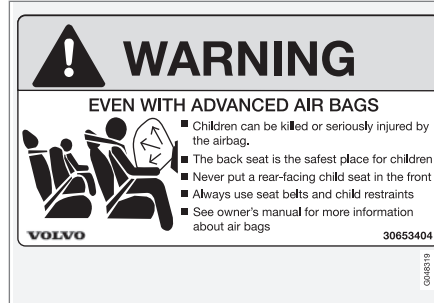 WARNING
EVEN WITH ADVANCED AIR BAGS
■ Children can be killed or seriously injured by
the airbag.
■ The back seat is the safest place for children
■ Never put a rear-facing child seat in the front
■ Always use seat belts and child restraints
■ See owner's manual for more information
about air bags
VOLVO
30653404
G048319